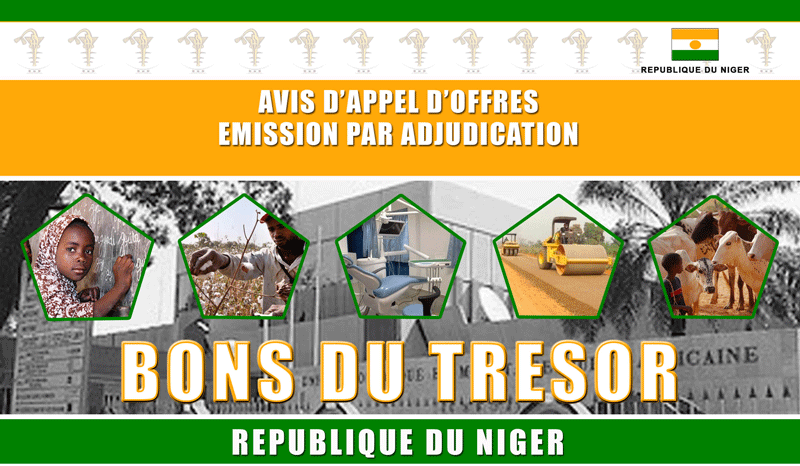 REPUBLIQUE DU NIGER
AVIS D'APPEL D'OFFRES
EMISSION PAR ADJUDICATION
BONS DU TRESOR
REPUBLIQUE DU NIGER